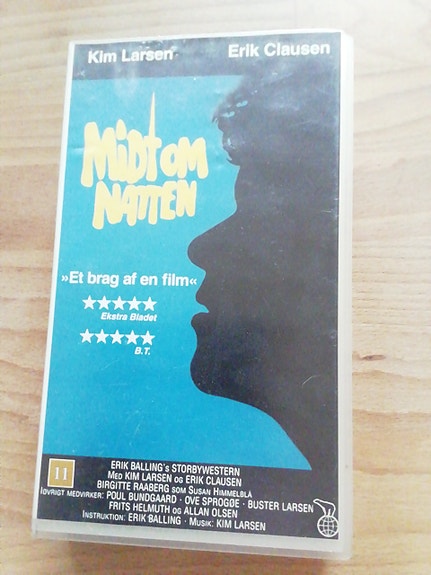 Kim Larsen Erik Clausen
MiDT OM
NATTEN
»Et brag af en film«
★★★★★
Ekstra Bladet
★★★★★
B.T.
11
ERIK BALLING's STORBYWESTERN
MED KIM LARSEN OG ERIK CLAUSEN
BIRGITTE RAABERG SOM SUSAN HIMMELBLÅ
IØVRIGT MEDVIRKER: POUL BUNDGAARD · OVE SPROGØE · BUSTER LARSEN
FRITS HELMUTH OG ALLAN OLSEN
INSTRUKTION: ERIK BALLING · MUSIK: KIM LARSEN